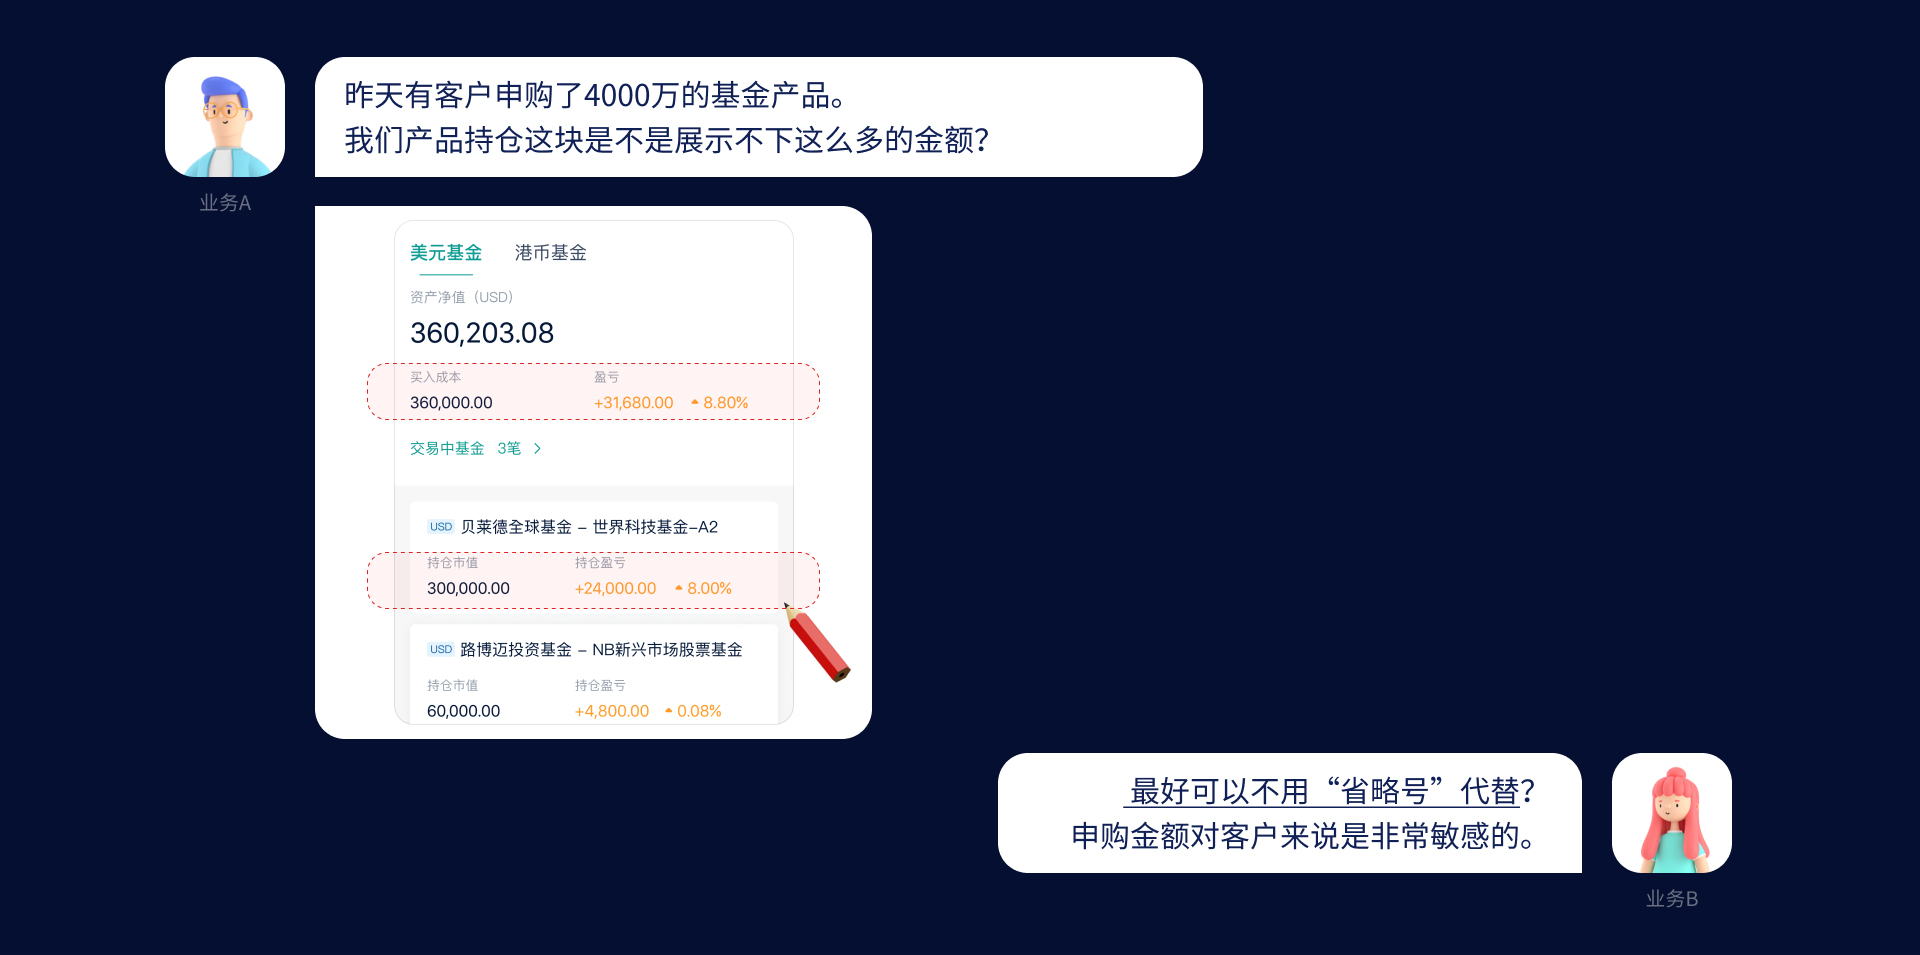 昨天有客户申购了4000万的基金产品。
我们产品持仓这块是不是展示不下这么多的金额?
业务A
美元基金 港币基金
资产净值（USD）
360,203.08
买入成本 盈亏
360,000.00 +31,680.00 8.80%
交易中基金 3笔 >
USD 贝莱德全球基金 – 世界科技基金–A2
持仓市值 持仓盈亏
300,000.00 +24,000.00 8.00%
USD 路博迈投资基金 – NB新兴市场股票基金
持仓市值 持仓盈亏
60,000.00 +4,800.00 0.08%
最好可以不用“省略号”代替?
申购金额对客户来说是非常敏感的。
业务B